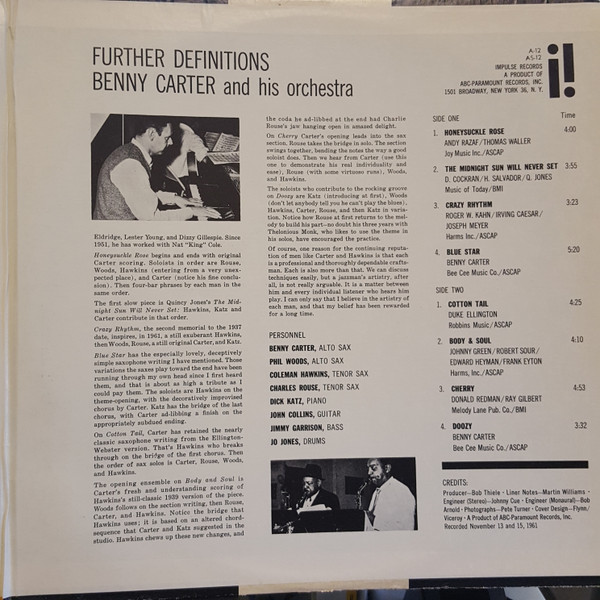 FURTHER DEFINITIONS
BENNY CARTER and his orchestra
A-12
AS-12
IMPULSE RECORDS
A PRODUCT OF
ABC-PARAMOUNT RECORDS, INC.
1501 BROADWAY, NEW YORK 36, N. Y.
i!
Eldridge, Lester Young, and Dizzy Gillespie. Since
1951, he has worked with Nat "King" Cole.
Honeysuckle Rose begins and ends with original
Carter scoring. Soloists in order are Rouse,
Woods, Hawkins (entering from a very unex-
pected place), and Carter (notice his fine conclu-
sion). Then four-bar phrases by each man in the
same order.
The first slow piece is Quincy Jones's The Mid-
night Sun Will Never Set: Hawkins, Katz and
Carter contribute in that order.
Crazy Rhythm, the second memorial to the 1937
date, inspires, in 1961, a still exuberant Hawkins,
then Woods, Rouse, a still original Carter, and Katz.
Blue Star has the especially lovely, deceptively
simple saxophone writing I have mentioned. Those
variations the saxes play toward the end have been
running through my own head since I first heard
them, and that is about as high a tribute as I
could pay them. The soloists are Hawkins on the
theme-opening, with the decoratively improvised
chorus by Carter. Katz has the bridge of the last
chorus, with Carter ad-libbing a finish on the
appropriately subdued ending.
On Cotton Tail, Carter has retained the nearly
classic saxophone writing from the Ellington-
Webster version. That's Hawkins who breaks
through on the bridge of the first chorus. Then
the order of sax solos is Carter, Rouse, Woods,
and Hawkins.
The opening ensemble on Body and Soul is
Carter's fresh and understanding scoring of
Hawkins's still-classic 1939 version of the piece.
Woods follows on the section writing, then Rouse,
Carter, and Hawkins. Notice the bridge that
Hawkins uses; it is based on an altered chord-
sequence that Carter and Katz suggested in the
studio. Hawkins chews up these new changes, and
the coda he ad-libbed at the end had Charlie
Rouse's jaw hanging open in amazed delight.
On Cherry Carter's opening leads into the sax
section. Rouse takes the bridge in solo. The section
swings together, bending the notes the way a good
soloist does. Then we hear from Carter (use this
one to demonstrate his real individuality and
ease), Rouse (with some virtuoso runs), Woods,
and Hawkins.
The soloists who contribute to the rocking groove
on Doozy are Katz (introducing at first), Woods
(don't let anybody tell you he can't play the blues),
Hawkins, Carter, Rouse, and then Katz in varia-
tion. Notice how Rouse at first returns to the mel-
ody to build his part—no doubt his three years with
Thelonious Monk, who likes to use the theme in
his solos, have encouraged the practice.
Of course, one reason for the continuing reputa-
tion of men like Carter and Hawkins is that each
is a professional and thoroughly dependable crafts-
man. Each is also more than that. We can discuss
techniques easily, but a jazzman's artistry, after
all, is not really arguable. It is a matter between
him and every individual listener who hears him
play. I can only say that I believe in the artistry of
each man, and that my belief has been rewarded
for a long time.
PERSONNEL
BENNY CARTER, ALTO SAX
PHIL WOODS, ALTO SAX
COLEMAN HAWKINS, TENOR SAX
CHARLES ROUSE, TENOR SAX
DICK KATZ, PIANO
JOHN COLLINS, GUITAR
JIMMY GARRISON, BASS
JO JONES, DRUMS
SIDE ONE Time
1. HONEYSUCKLE ROSE 4:00
ANDY RAZAF/THOMAS WALLER
Joy Music Inc./ASCAP
2. THE MIDNIGHT SUN WILL NEVER SET 3:55
D. COCKRAN/H. SALVADOR/Q. JONES
Music of Today/BMI
3. CRAZY RHYTHM 3:23
ROGER W. KAHN/IRVING CAESAR/
JOSEPH MEYER
Harms Inc./ASCAP
4. BLUE STAR 5:20
BENNY CARTER
Bee Cee Music Co./ASCAP
SIDE TWO
1. COTTON TAIL 4:25
DUKE ELLINGTON
Robbins Music/ASCAP
2. BODY & SOUL 4:10
JOHNNY GREEN/ROBERT SOUR/
EDWARD HEYMAN/FRANK EYTON
Harms, Inc./ASCAP
3. CHERRY 4:53
DONALD REDMAN/RAY GILBERT
Melody Lane Pub. Co./BMI
4. DOOZY 3:32
BENNY CARTER
Bee Cee Music Co./ASCAP
CREDITS:
Producer—Bob Thiele · Liner Notes—Martin Williams ·
Engineer (Stereo)—Johnny Cue · Engineer (Monaural)—Bob
Arnold · Photographs—Pete Turner · Cover Design—Flynn/
Viceroy · A Product of ABC-Paramount Records, Inc.
Recorded November 13 and 15, 1961